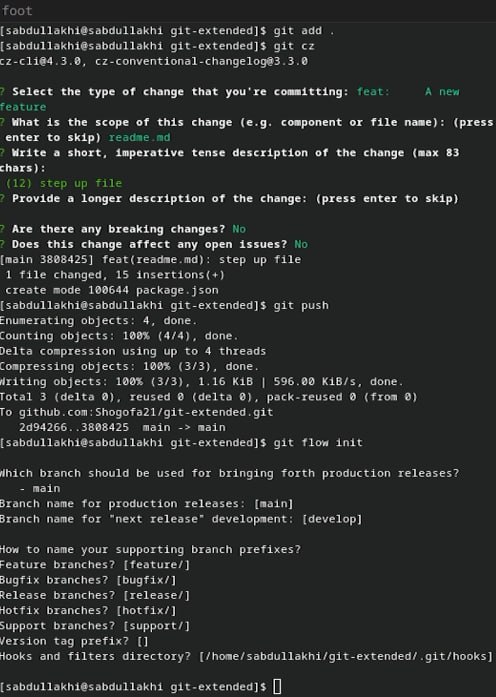 foot
[sabdullakhi@sabdullakhi git-extended]$ git add .
[sabdullakhi@sabdullakhi git-extended]$ git cz
cz-cli@4.3.0, cz-conventional-changelog@3.3.0
? Select the type of change that you're committing: feat:     A new
feature
? What is the scope of this change (e.g. component or file name): (press
 enter to skip) readme.md
? Write a short, imperative tense description of the change (max 83
chars):
 (12) step up file
? Provide a longer description of the change: (press enter to skip)
? Are there any breaking changes? No
? Does this change affect any open issues? No
[main 3808425] feat(readme.md): step up file
 1 file changed, 15 insertions(+)
 create mode 100644 package.json
[sabdullakhi@sabdullakhi git-extended]$ git push
Enumerating objects: 4, done.
Counting objects: 100% (4/4), done.
Delta compression using up to 4 threads
Compressing objects: 100% (3/3), done.
Writing objects: 100% (3/3), 1.16 KiB | 596.00 KiB/s, done.
Total 3 (delta 0), reused 0 (delta 0), pack-reused 0 (from 0)
To github.com:Shogofa21/git-extended.git
   2d94266..3808425  main -> main
[sabdullakhi@sabdullakhi git-extended]$ git flow init
Which branch should be used for bringing forth production releases?
   - main
Branch name for production releases: [main]
Branch name for "next release" development: [develop]
How to name your supporting branch prefixes?
Feature branches? [feature/]
Bugfix branches? [bugfix/]
Release branches? [release/]
Hotfix branches? [hotfix/]
Support branches? [support/]
Version tag prefix? []
Hooks and filters directory? [/home/sabdullakhi/git-extended/.git/hooks]
[sabdullakhi@sabdullakhi git-extended]$